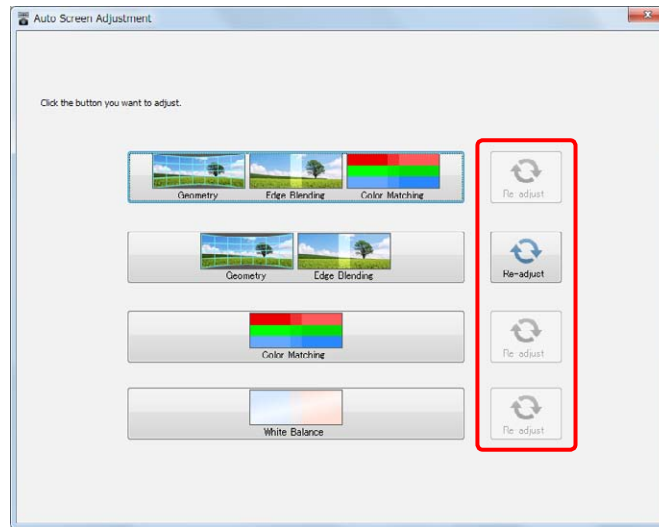 Auto Screen Adjustment
Click the button you want to adjust.
Geometry Edge Blending Color Matching
Re-adjust
Geometry Edge Blending
Re-adjust
Color Matching
Re-adjust
White Balance
Re-adjust